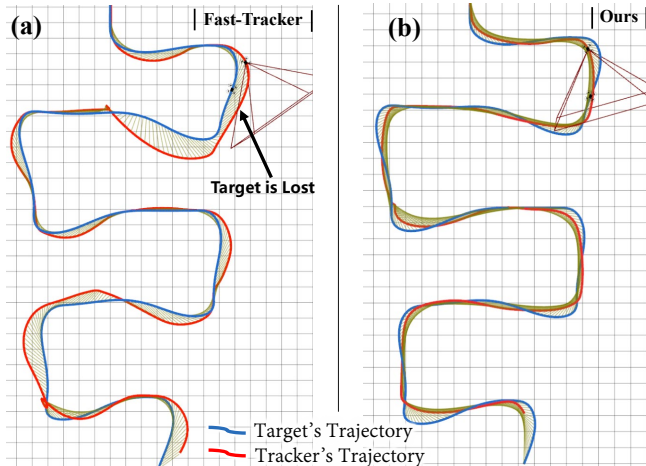 (a)
| Fast-Tracker |
(b)
| Ours |
Target is Lost
Target's Trajectory
Tracker's Trajectory